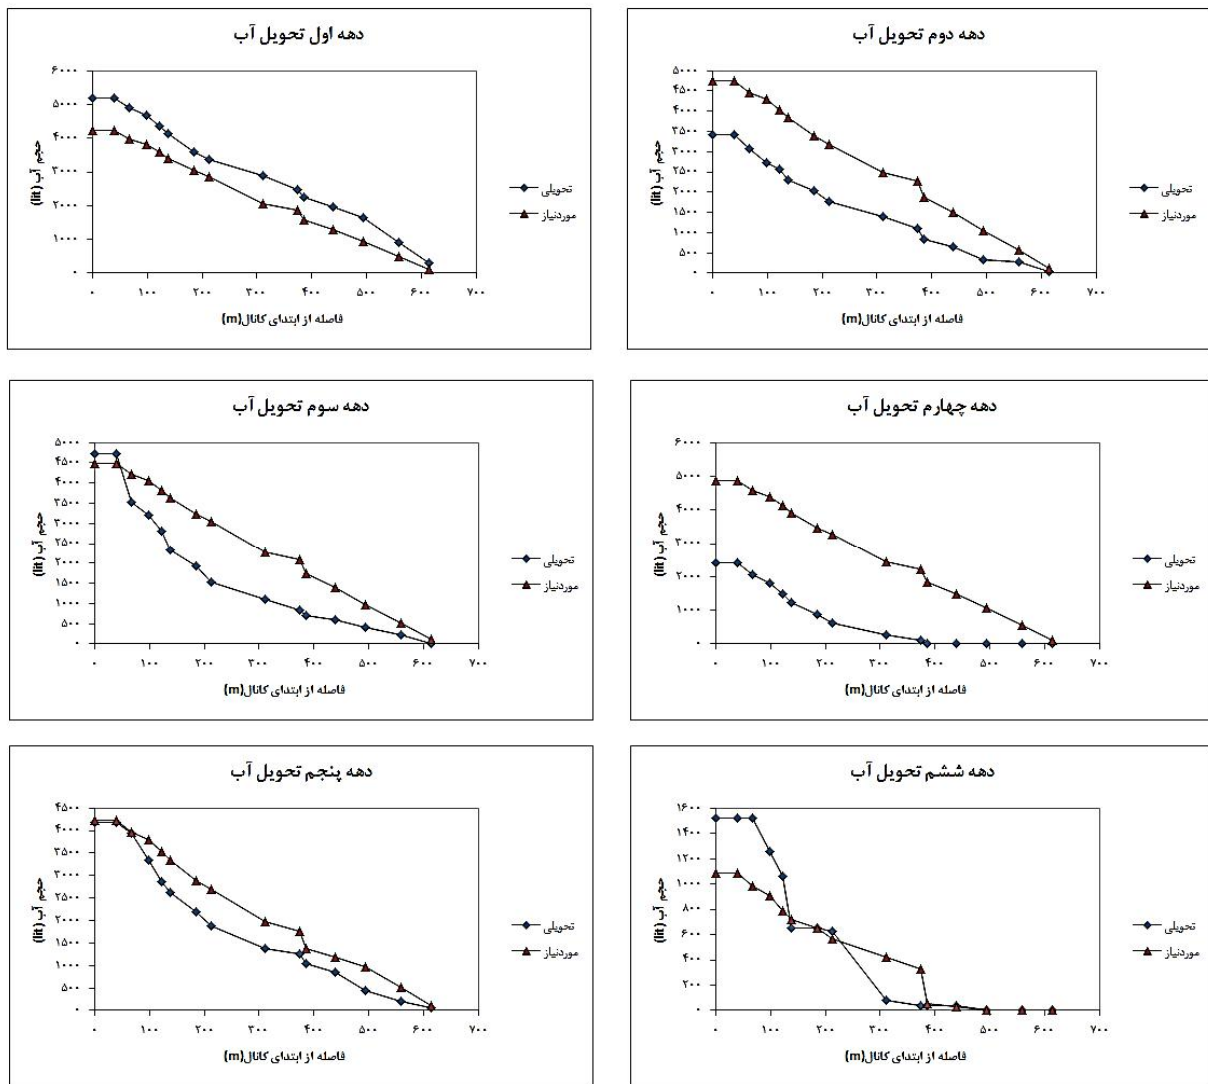 دهه اول تحویل آب
۶۰۰۰
۵۰۰۰
۴۰۰۰
۳۰۰۰
۲۰۰۰
۱۰۰۰
۰
حجم آب (lit)
۰ ۱۰۰ ۲۰۰ ۳۰۰ ۴۰۰ ۵۰۰ ۶۰۰ ۷۰۰
فاصله از ابتدای کانال(m)
تحویلی
موردنیاز
دهه دوم تحویل آب
۵۰۰۰
۴۵۰۰
۴۰۰۰
۳۵۰۰
۳۰۰۰
۲۵۰۰
۲۰۰۰
۱۵۰۰
۱۰۰۰
۵۰۰
۰
حجم آب (lit)
۰ ۱۰۰ ۲۰۰ ۳۰۰ ۴۰۰ ۵۰۰ ۶۰۰ ۷۰۰
فاصله از ابتدای کانال(m)
تحویلی
موردنیاز
دهه سوم تحویل آب
۵۰۰۰
۴۵۰۰
۴۰۰۰
۳۵۰۰
۳۰۰۰
۲۵۰۰
۲۰۰۰
۱۵۰۰
۱۰۰۰
۵۰۰
۰
حجم آب (lit)
۰ ۱۰۰ ۲۰۰ ۳۰۰ ۴۰۰ ۵۰۰ ۶۰۰ ۷۰۰
فاصله از ابتدای کانال(m)
تحویلی
موردنیاز
دهه چهارم تحویل آب
۶۰۰۰
۵۰۰۰
۴۰۰۰
۳۰۰۰
۲۰۰۰
۱۰۰۰
۰
حجم آب (lit)
۰ ۱۰۰ ۲۰۰ ۳۰۰ ۴۰۰ ۵۰۰ ۶۰۰ ۷۰۰
فاصله از ابتدای کانال(m)
تحویلی
موردنیاز
دهه پنجم تحویل آب
۴۵۰۰
۴۰۰۰
۳۵۰۰
۳۰۰۰
۲۵۰۰
۲۰۰۰
۱۵۰۰
۱۰۰۰
۵۰۰
۰
حجم آب (lit)
۰ ۱۰۰ ۲۰۰ ۳۰۰ ۴۰۰ ۵۰۰ ۶۰۰ ۷۰۰
فاصله از ابتدای کانال(m)
تحویلی
موردنیاز
دهه ششم تحویل آب
۱۶۰۰
۱۴۰۰
۱۲۰۰
۱۰۰۰
۸۰۰
۶۰۰
۴۰۰
۲۰۰
۰
حجم آب (lit)
۰ ۱۰۰ ۲۰۰ ۳۰۰ ۴۰۰ ۵۰۰ ۶۰۰ ۷۰۰
فاصله از ابتدای کانال(m)
تحویلی
موردنیاز